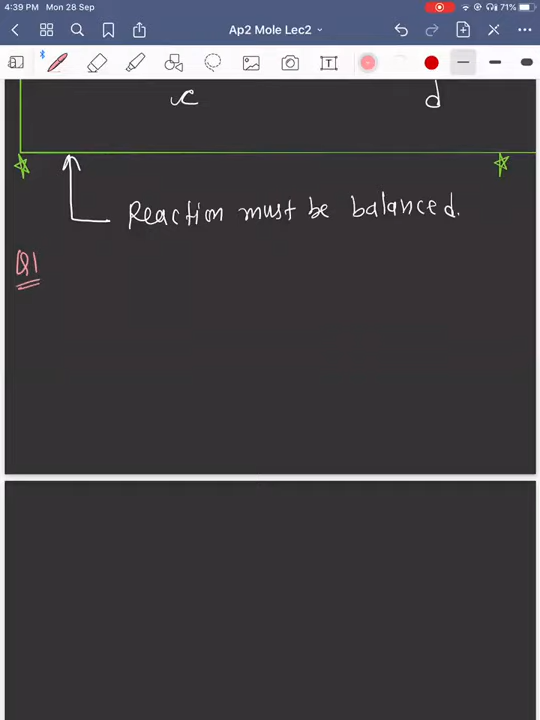 4:39 PM Mon 28 Sep
71%
Ap2 Mole Lec2
T
x d
Reaction must be balanced.
Q1